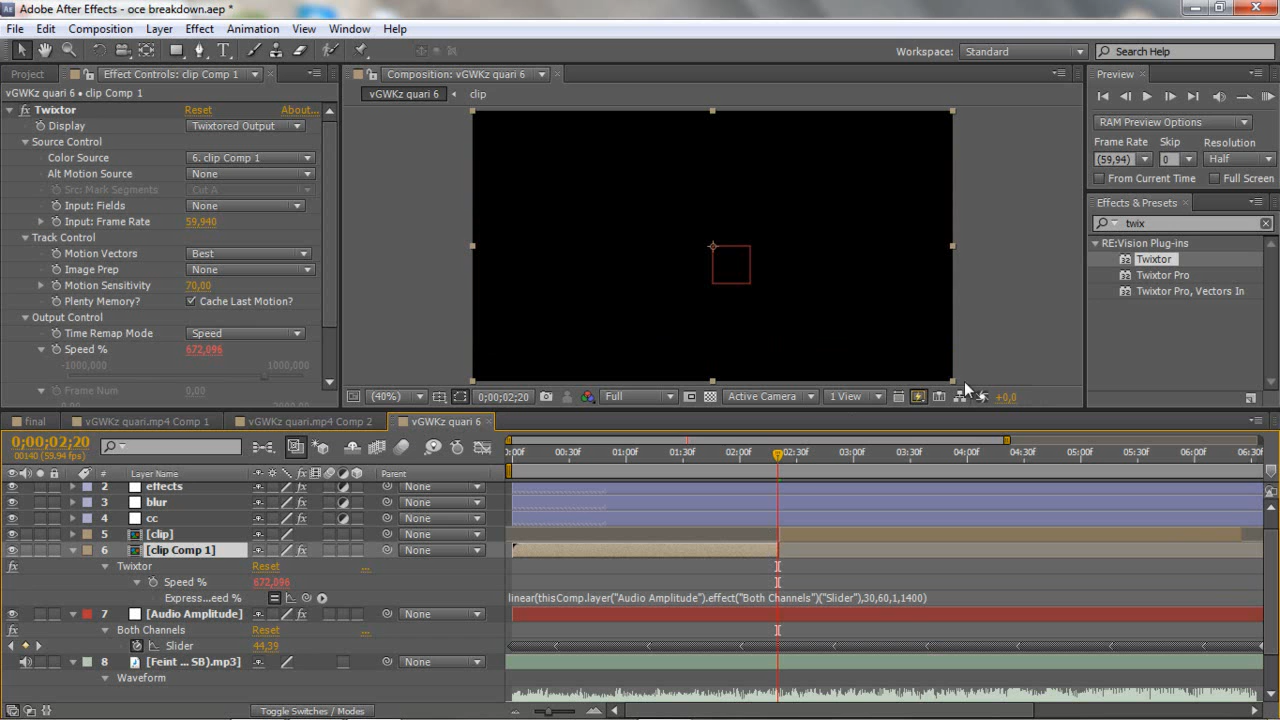 Adobe After Effects - oce breakdown.aep *
File Edit Composition Layer Effect Animation View Window Help
Workspace: Standard Search Help
Project Effect Controls: clip Comp 1
Composition: vGWKz quari 6
Preview
vGWKz quari 6 • clip Comp 1
vGWKz quari 6 clip
Twixtor Reset About...
Display Twixtored Output
Source Control
Color Source 6. clip Comp 1
Alt Motion Source None
Src: Mark Segments Cut A
Input: Fields None
Input: Frame Rate 59,940
Track Control
Motion Vectors Best
Image Prep None
Motion Sensitivity 70,00
Plenty Memory? Cache Last Motion?
Output Control
Time Remap Mode Speed
Speed % 672,096
-1000,000 1000,000
Frame Num 0,00
RAM Preview Options
Frame Rate Skip Resolution
(59,94) 0 Half
From Current Time Full Screen
Effects & Presets
twix
RE:Vision Plug-ins
Twixtor
Twixtor Pro
Twixtor Pro, Vectors In
(40%) 0;00;02;20 Full Active Camera 1 View +0,0
final vGWKz quari.mp4 Comp 1 vGWKz quari.mp4 Comp 2 vGWKz quari 6
0;00;02;20
00140 (59.94 fps)
0:00f 00:30f 01:00f 01:30f 02:00f 02:30f 03:00f 03:30f 04:00f 04:30f 05:00f 05:30f 06:00f 06:30f
# Layer Name Parent
2 effects None
3 blur None
4 cc None
5 [clip] None
6 [clip Comp 1] None
Twixtor Reset ...
Speed % 672,096
Express...eed % linear(thisComp.layer("Audio Amplitude").effect("Both Channels")("Slider"),30,60,1,1400)
7 [Audio Amplitude] None
Both Channels Reset ...
Slider 44,39
8 [Feint ... SB).mp3] None
Waveform
Toggle Switches / Modes